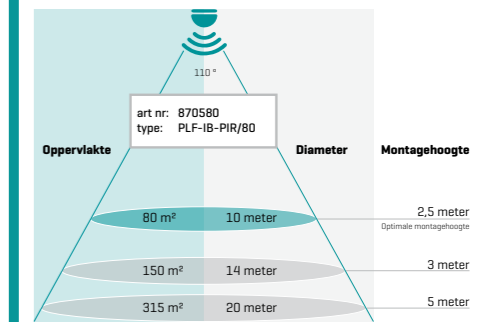 110 °
art nr: 870580
type: PLF-IB-PIR/80
Oppervlakte Diameter Montagehoogte
80 m² 10 meter 2,5 meter
Optimale montagehoogte
150 m² 14 meter 3 meter
315 m² 20 meter 5 meter